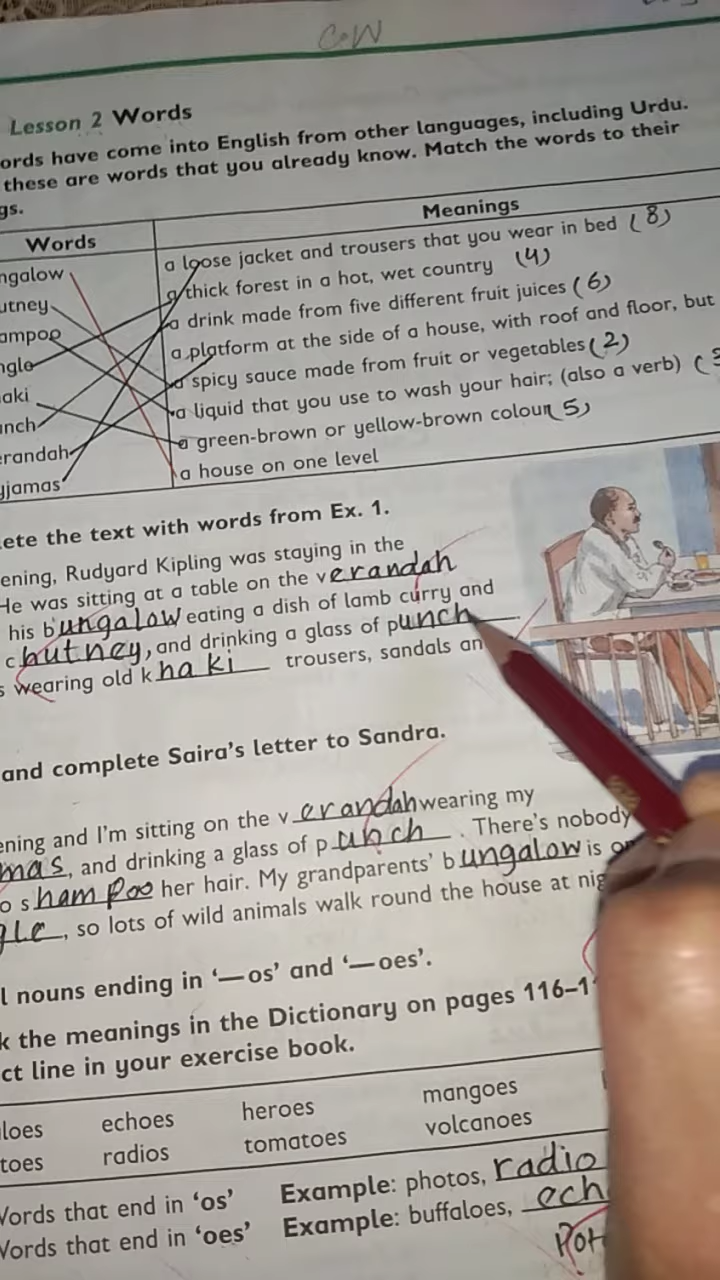 C.W
Lesson 2 Words
ords have come into English from other languages, including Urdu.
these are words that you already know. Match the words to their
gs.
Words Meanings
ngalow a loose jacket and trousers that you wear in bed (8)
utney a thick forest in a hot, wet country (4)
ampoo a drink made from five different fruit juices (6)
ngle a platform at the side of a house, with roof and floor, but
aki a spicy sauce made from fruit or vegetables (2)
unch a liquid that you use to wash your hair; (also a verb) (3
erandah a green-brown or yellow-brown colour (5)
yjamas a house on one level
ete the text with words from Ex. 1.
ening, Rudyard Kipling was staying in the
He was sitting at a table on the verandah
his bungalow eating a dish of lamb curry and
chutney, and drinking a glass of punch.
s wearing old khaki trousers, sandals an
and complete Saira's letter to Sandra.
ening and I'm sitting on the verandah wearing my
mas, and drinking a glass of punch. There's nobody
o shampoo her hair. My grandparents' bungalow is on
gle, so lots of wild animals walk round the house at nig
l nouns ending in '—os' and '—oes'.
k the meanings in the Dictionary on pages 116–1
ct line in your exercise book.
loes echoes heroes mangoes
toes radios tomatoes volcanoes
Words that end in 'os' Example: photos, radio
Words that end in 'oes' Example: buffaloes, ech
Pot